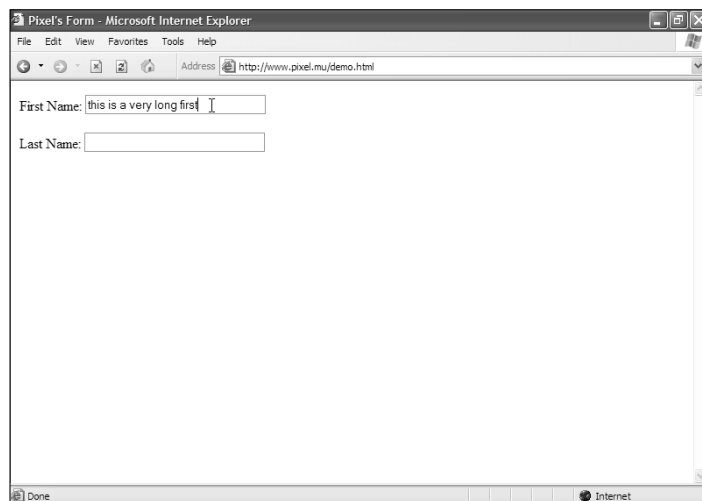 Pixel's Form - Microsoft Internet Explorer
File Edit View Favorites Tools Help
Address http://www.pixel.mu/demo.html
First Name: this is a very long first
Last Name:
Done Internet